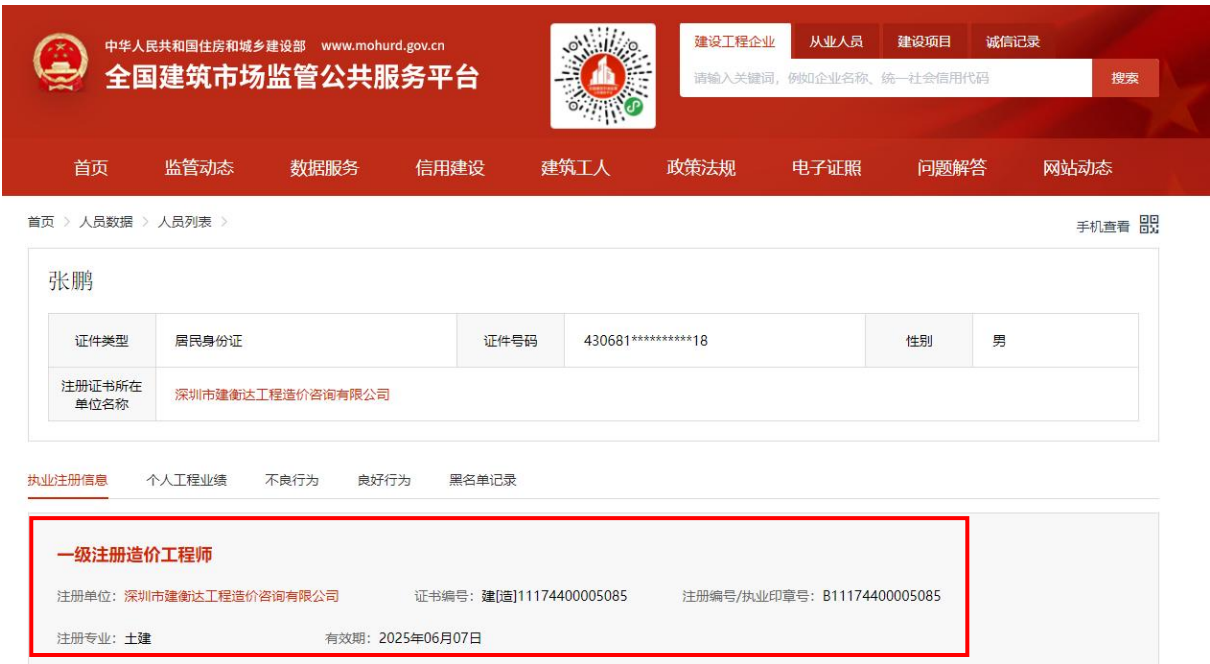 中华人民共和国住房和城乡建设部 www.mohurd.gov.cn
全国建筑市场监管公共服务平台
建设工程企业 从业人员 建设项目 诚信记录
请输入关键词，例如企业名称、统一社会信用代码 搜索
首页 监管动态 数据服务 信用建设 建筑工人 政策法规 电子证照 问题解答 网站动态
首页 > 人员数据 > 人员列表 >
手机查看
张鹏
证件类型 居民身份证 证件号码 430681**********18 性别 男
注册证书所在
单位名称
深圳市建衡达工程造价咨询有限公司
执业注册信息 个人工程业绩 不良行为 良好行为 黑名单记录
一级注册造价工程师
注册单位：深圳市建衡达工程造价咨询有限公司 证书编号：建[造]11174400005085 注册编号/执业印章号：B11174400005085
注册专业：土建 有效期：2025年06月07日